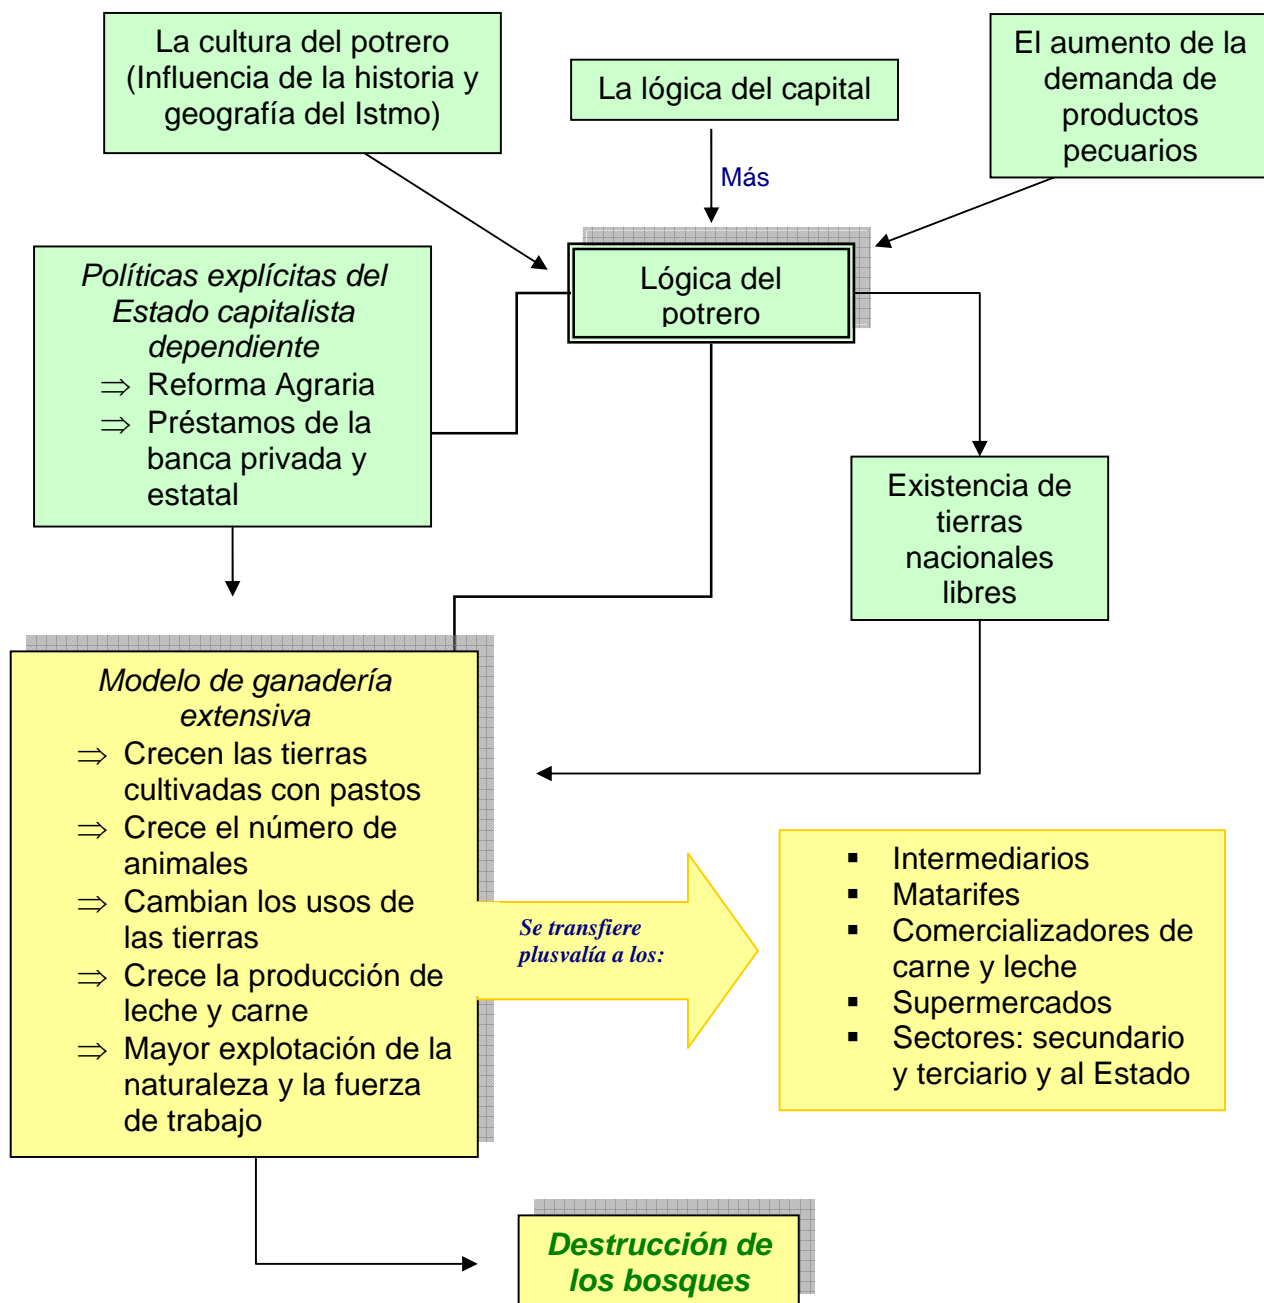 La cultura del potrero
(Influencia de la historia y
geografía del Istmo)
La lógica del capital
El aumento de la
demanda de
productos
pecuarios
Más
Lógica del
potrero
Políticas explícitas del
Estado capitalista
dependiente
⇒ Reforma Agraria
⇒ Préstamos de la
banca privada y
estatal
Existencia de
tierras
nacionales
libres
Modelo de ganadería
extensiva
⇒ Crecen las tierras
cultivadas con pastos
⇒ Crece el número de
animales
⇒ Cambian los usos de
las tierras
⇒ Crece la producción de
leche y carne
⇒ Mayor explotación de la
naturaleza y la fuerza
de trabajo
Se transfiere
plusvalía a los:
▪ Intermediarios
▪ Matarifes
▪ Comercializadores de
carne y leche
▪ Supermercados
▪ Sectores: secundario
y terciario y al Estado
Destrucción de
los bosques